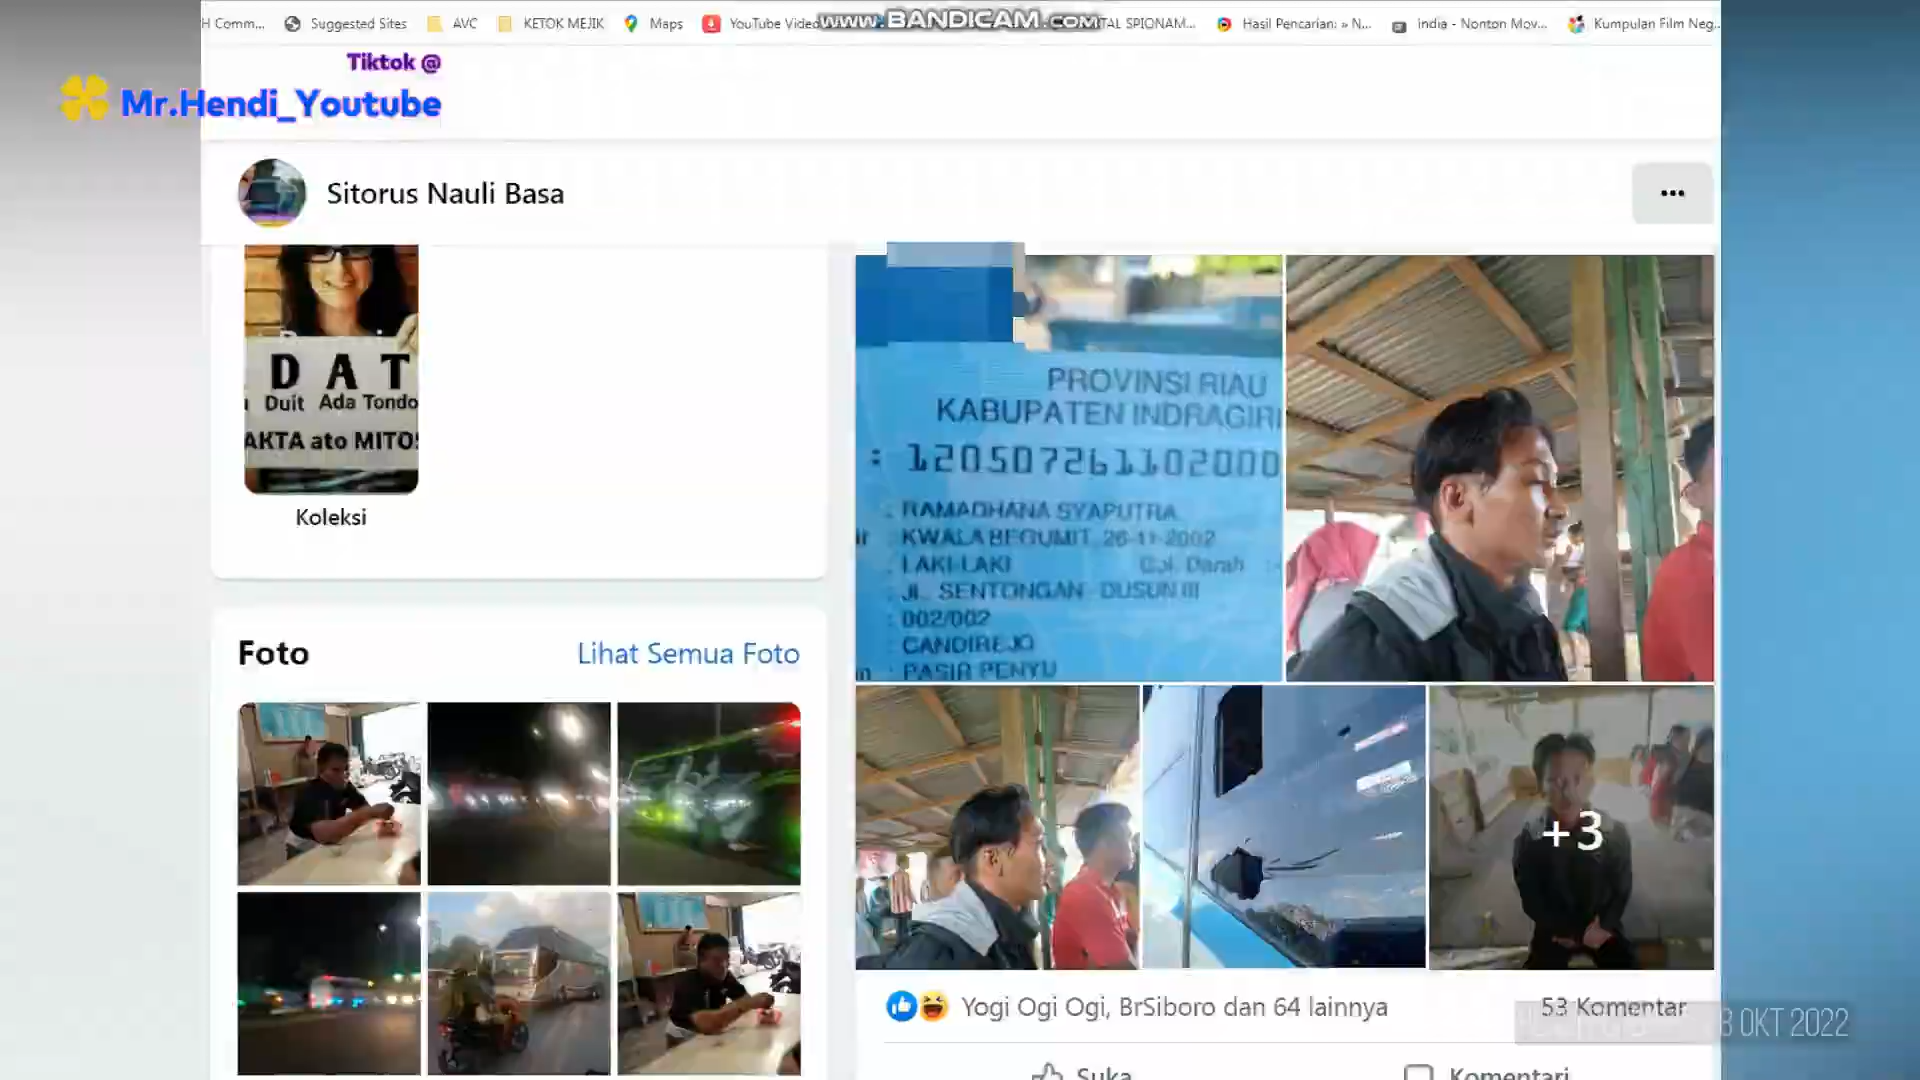 H Comm...
Suggested Sites
AVC
KETOK MEJIK
Maps
YouTube Video
www.BANDICAM.COM
TAL SPIONAM...
Hasil Pencarian: » N...
India - Nonton Mov...
Kumpulan Film Neg...
Tiktok @
Mr.Hendi_Youtube
Sitorus Nauli Basa
...
DAT
Duit Ada Tondo
AKTA ato MITOS
Koleksi
PROVINSI RIAU
KABUPATEN INDRAGIRI
: 120507261102000
: RAMADHANA SYAPUTRA
: KWALA BEGUMIT, 26-11-2002
: LAKI-LAKI Gol. Darah :
: JL. SENTONGAN DUSUN III
: 002/002
: CANDIREJO
: PASIR PENYU
Foto
Lihat Semua Foto
+3
Yogi Ogi Ogi, BrSiboro dan 64 lainnya
53 Komentar
OKT 2022
Suka
Komentari